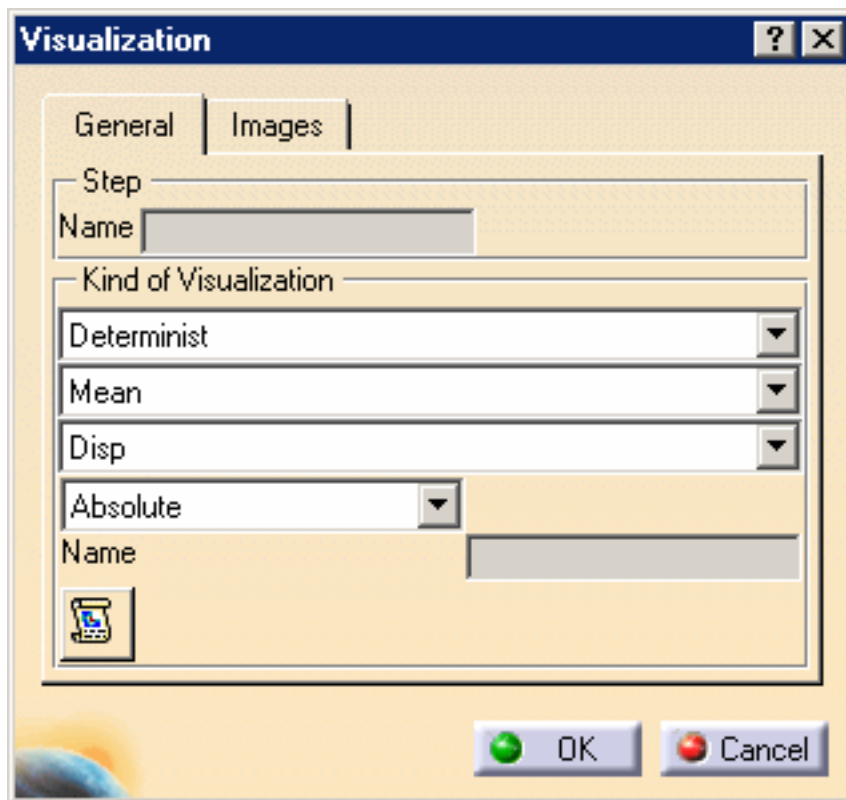 Visualization
General Images
Step
Name
Kind of Visualization
Determinist
Mean
Disp
Absolute
Name
OK Cancel